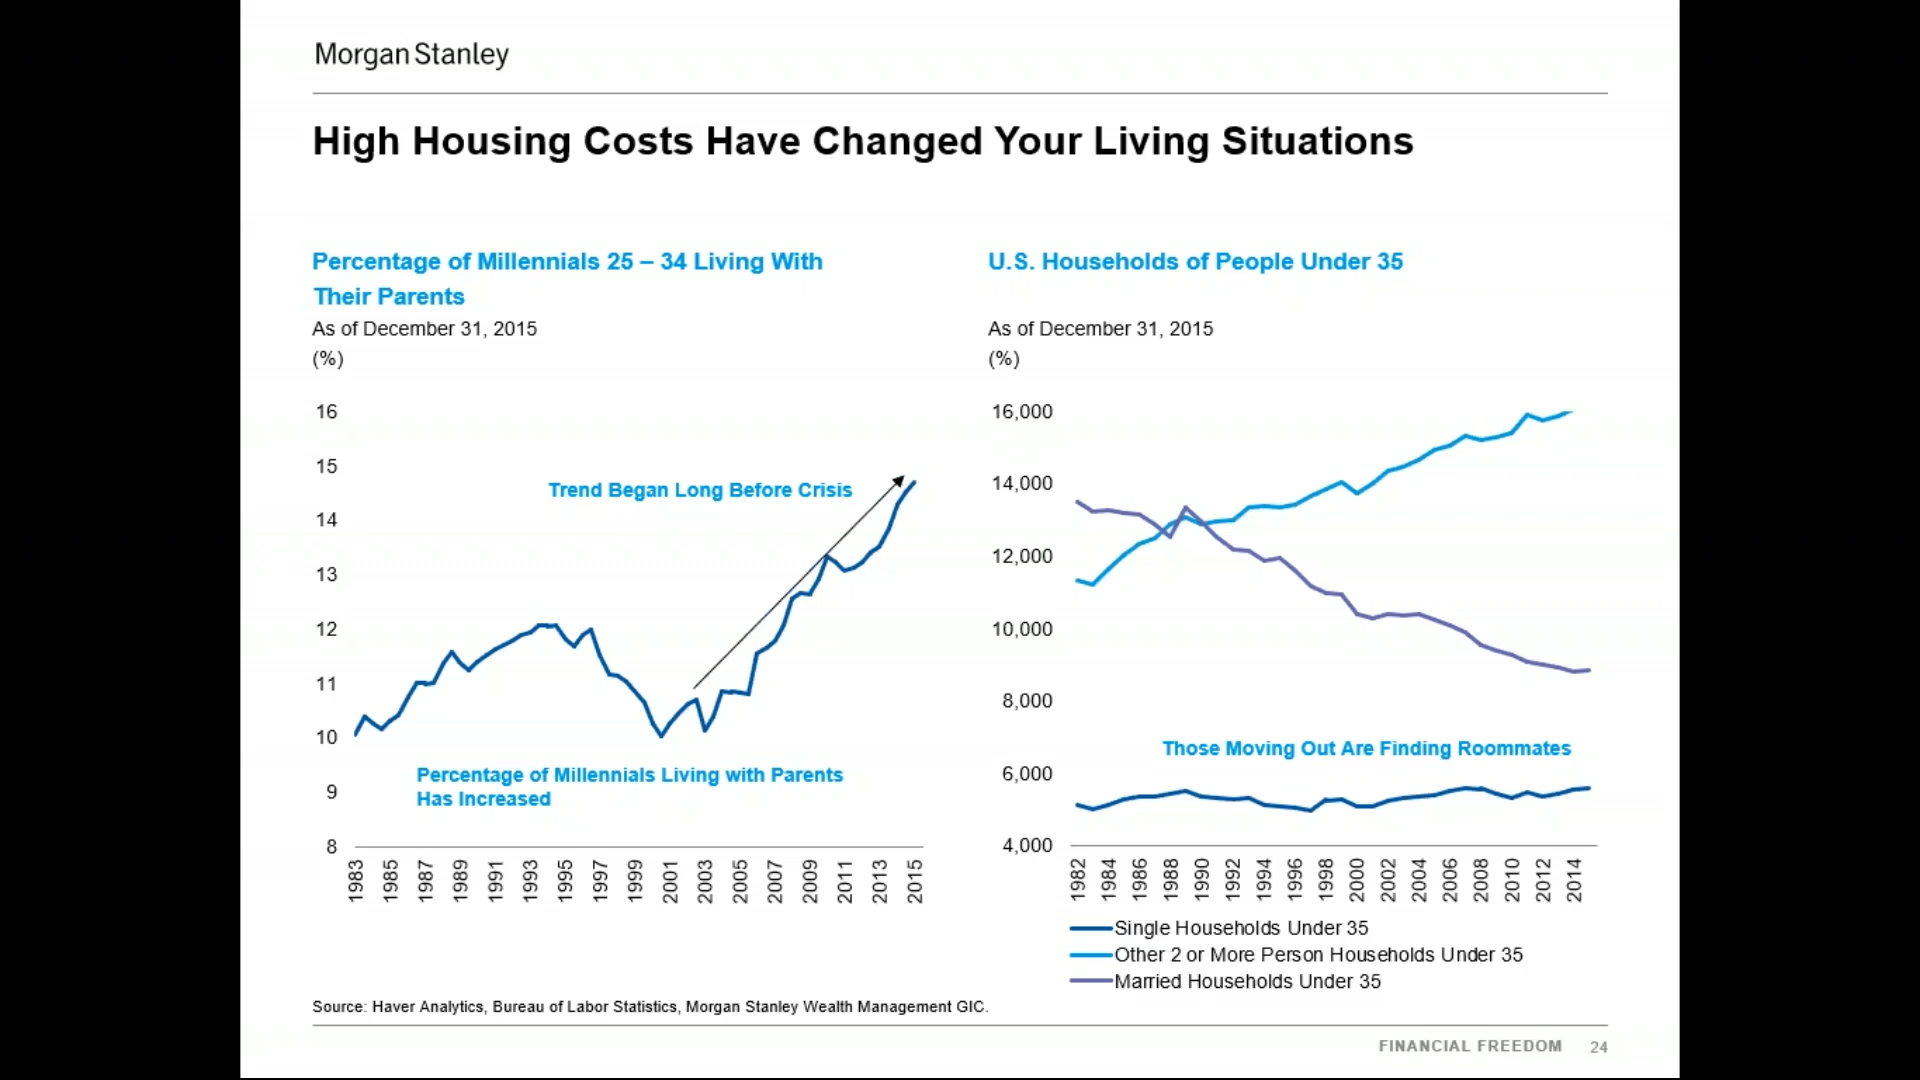 Morgan Stanley
High Housing Costs Have Changed Your Living Situations
Percentage of Millennials 25 – 34 Living With
Their Parents
As of December 31, 2015
(%)
16
15
14
13
12
11
10
9
8
Trend Began Long Before Crisis
Percentage of Millennials Living with Parents
Has Increased
1983 1985 1987 1989 1991 1993 1995 1997 1999 2001 2003 2005 2007 2009 2011 2013 2015
U.S. Households of People Under 35
As of December 31, 2015
(%)
16,000
14,000
12,000
10,000
8,000
6,000
4,000
Those Moving Out Are Finding Roommates
1982 1984 1986 1988 1990 1992 1994 1996 1998 2000 2002 2004 2006 2008 2010 2012 2014
Single Households Under 35
Other 2 or More Person Households Under 35
Married Households Under 35
Source: Haver Analytics, Bureau of Labor Statistics, Morgan Stanley Wealth Management GIC.
FINANCIAL FREEDOM 24